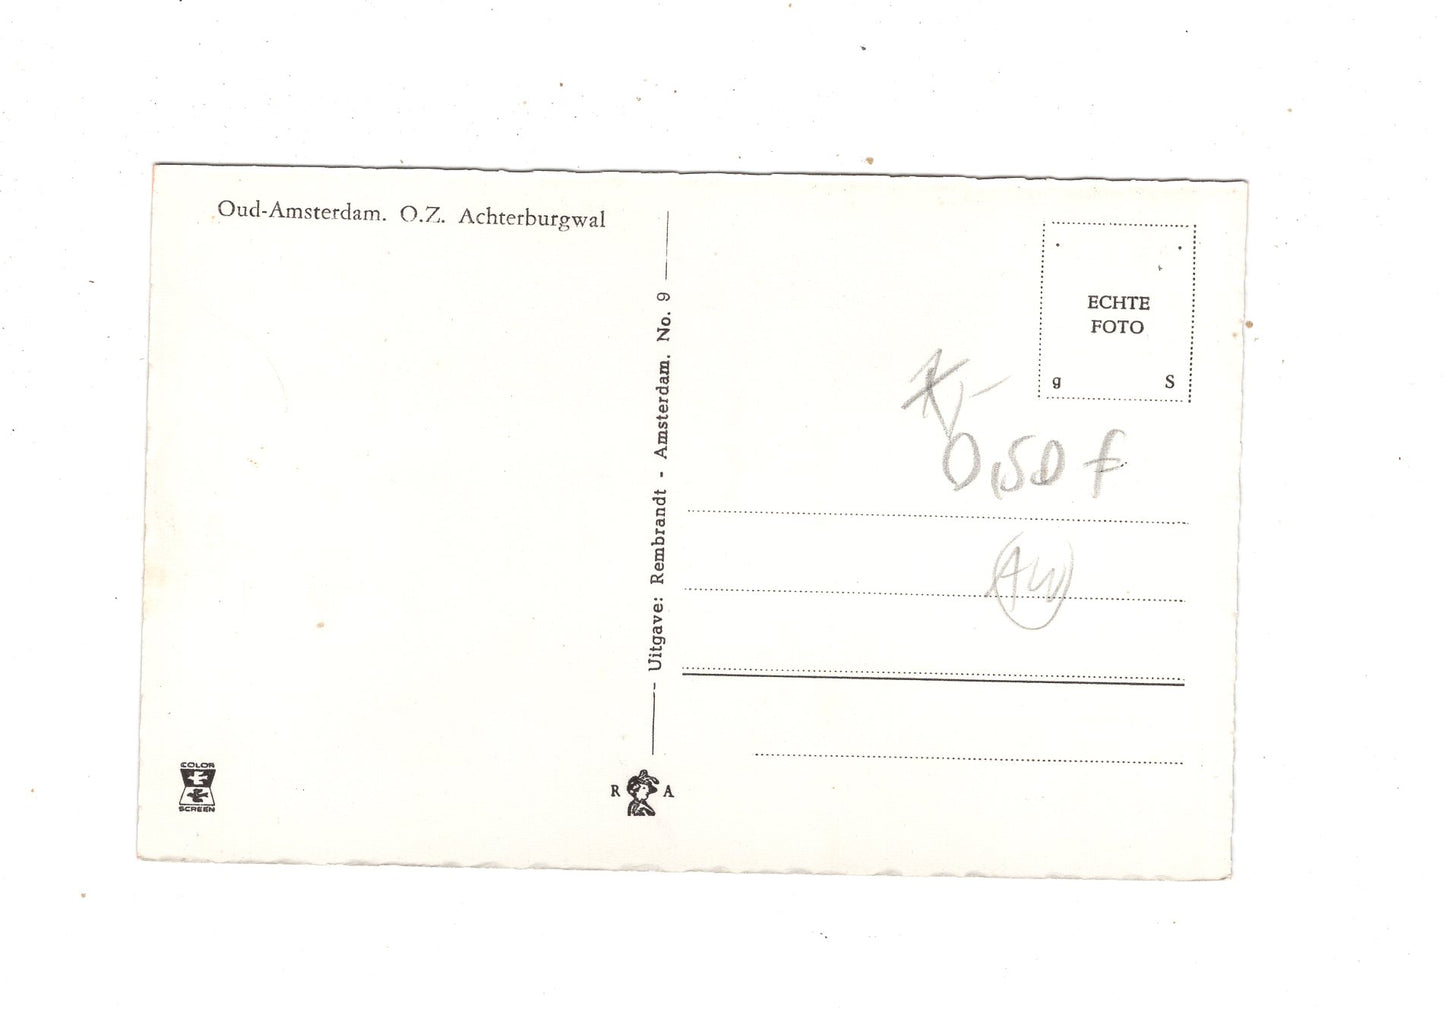 Oud-Amsterdam. O.Z. Achterburgwal
Uitgave: Rembrandt - Amsterdam. No. 9
ECHTE
FOTO
g S
0,50 f
COLOR
SCREEN
R A